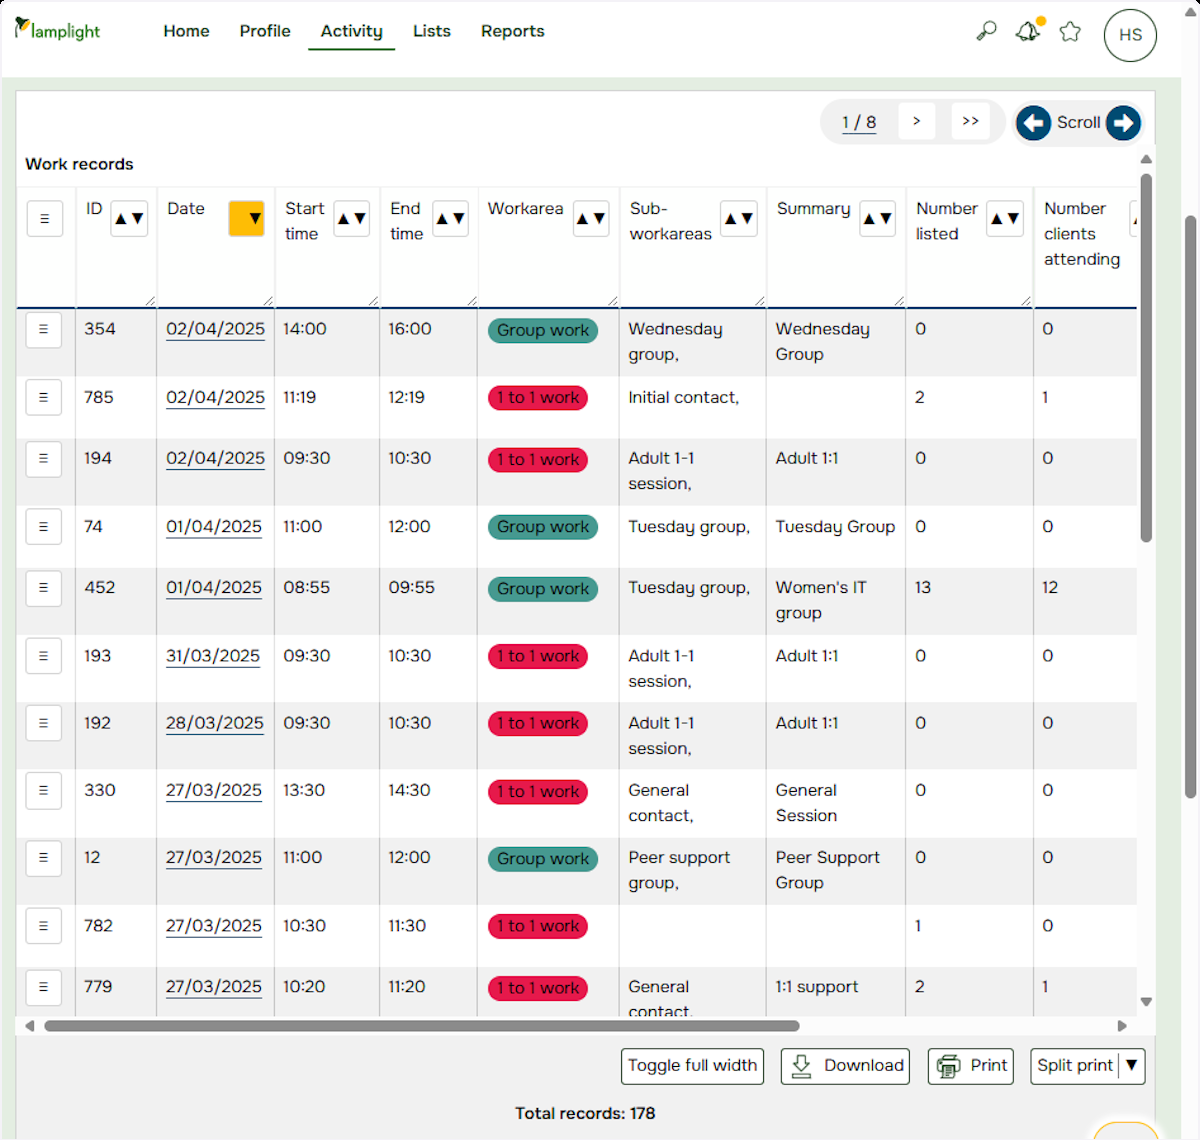 lamplight Home Profile Activity Lists Reports HS
1 / 8 > >> Scroll
Work records
ID Date Start time End time Workarea Sub-workareas Summary Number listed Number clients attending
354 02/04/2025 14:00 16:00 Group work Wednesday group, Wednesday Group 0 0
785 02/04/2025 11:19 12:19 1 to 1 work Initial contact, 2 1
194 02/04/2025 09:30 10:30 1 to 1 work Adult 1-1 session, Adult 1:1 0 0
74 01/04/2025 11:00 12:00 Group work Tuesday group, Tuesday Group 0 0
452 01/04/2025 08:55 09:55 Group work Tuesday group, Women's IT group 13 12
193 31/03/2025 09:30 10:30 1 to 1 work Adult 1-1 session, Adult 1:1 0 0
192 28/03/2025 09:30 10:30 1 to 1 work Adult 1-1 session, Adult 1:1 0 0
330 27/03/2025 13:30 14:30 1 to 1 work General contact, General Session 0 0
12 27/03/2025 11:00 12:00 Group work Peer support group, Peer Support Group 0 0
782 27/03/2025 10:30 11:30 1 to 1 work 1 0
779 27/03/2025 10:20 11:20 1 to 1 work General contact, 1:1 support 2 1
Toggle full width Download Print Split print
Total records: 178